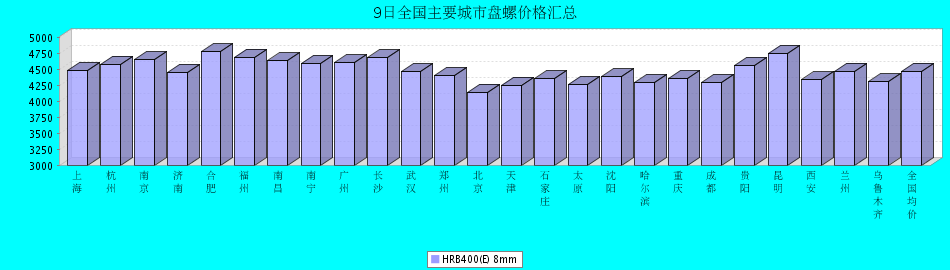 9日全国主要城市盘螺价格汇总
5000
4750
4500
4250
4000
3750
3500
3250
3000
上海
杭州
南京
济南
合肥
福州
南昌
南宁
广州
长沙
武汉
郑州
北京
天津
石家庄
太原
沈阳
哈尔滨
重庆
成都
贵阳
昆明
西安
兰州
乌鲁木齐
全国均价
HRB400(E) 8mm